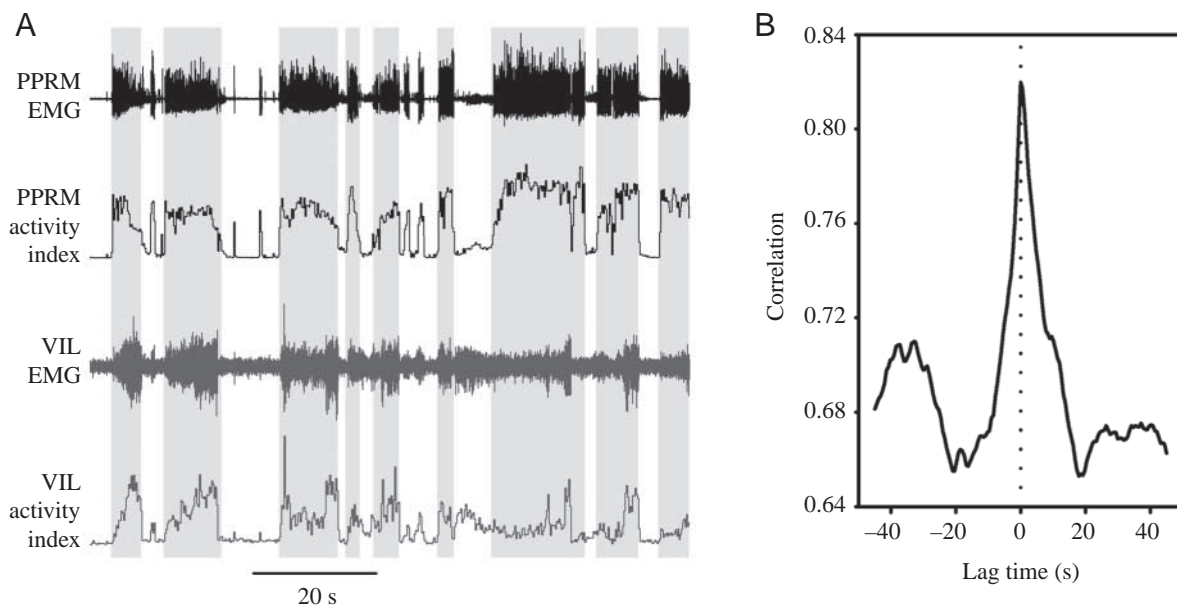 A
PPRM
EMG
PPRM
activity
index
VIL
EMG
VIL
activity
index
20 s
B
0.84
0.80
0.76
0.72
0.68
0.64
Correlation
–40
–20
0
20
40
Lag time (s)